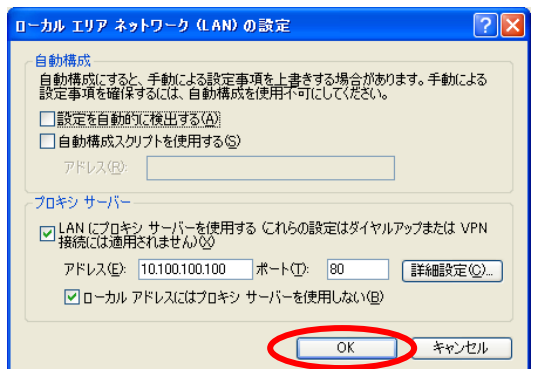 ローカル エリア ネットワーク (LAN) の設定
自動構成
自動構成にすると、手動による設定事項を上書きする場合があります。手動による
設定事項を確保するには、自動構成を使用不可にしてください。
設定を自動的に検出する(A)
自動構成スクリプトを使用する(S)
アドレス(R):
プロキシ サーバー
LAN にプロキシ サーバーを使用する (これらの設定はダイヤルアップまたは VPN
接続には適用されません)(X)
アドレス(E): 10.100.100.100 ポート(T): 80 詳細設定(C)...
ローカル アドレスにはプロキシ サーバーを使用しない(B)
OK キャンセル